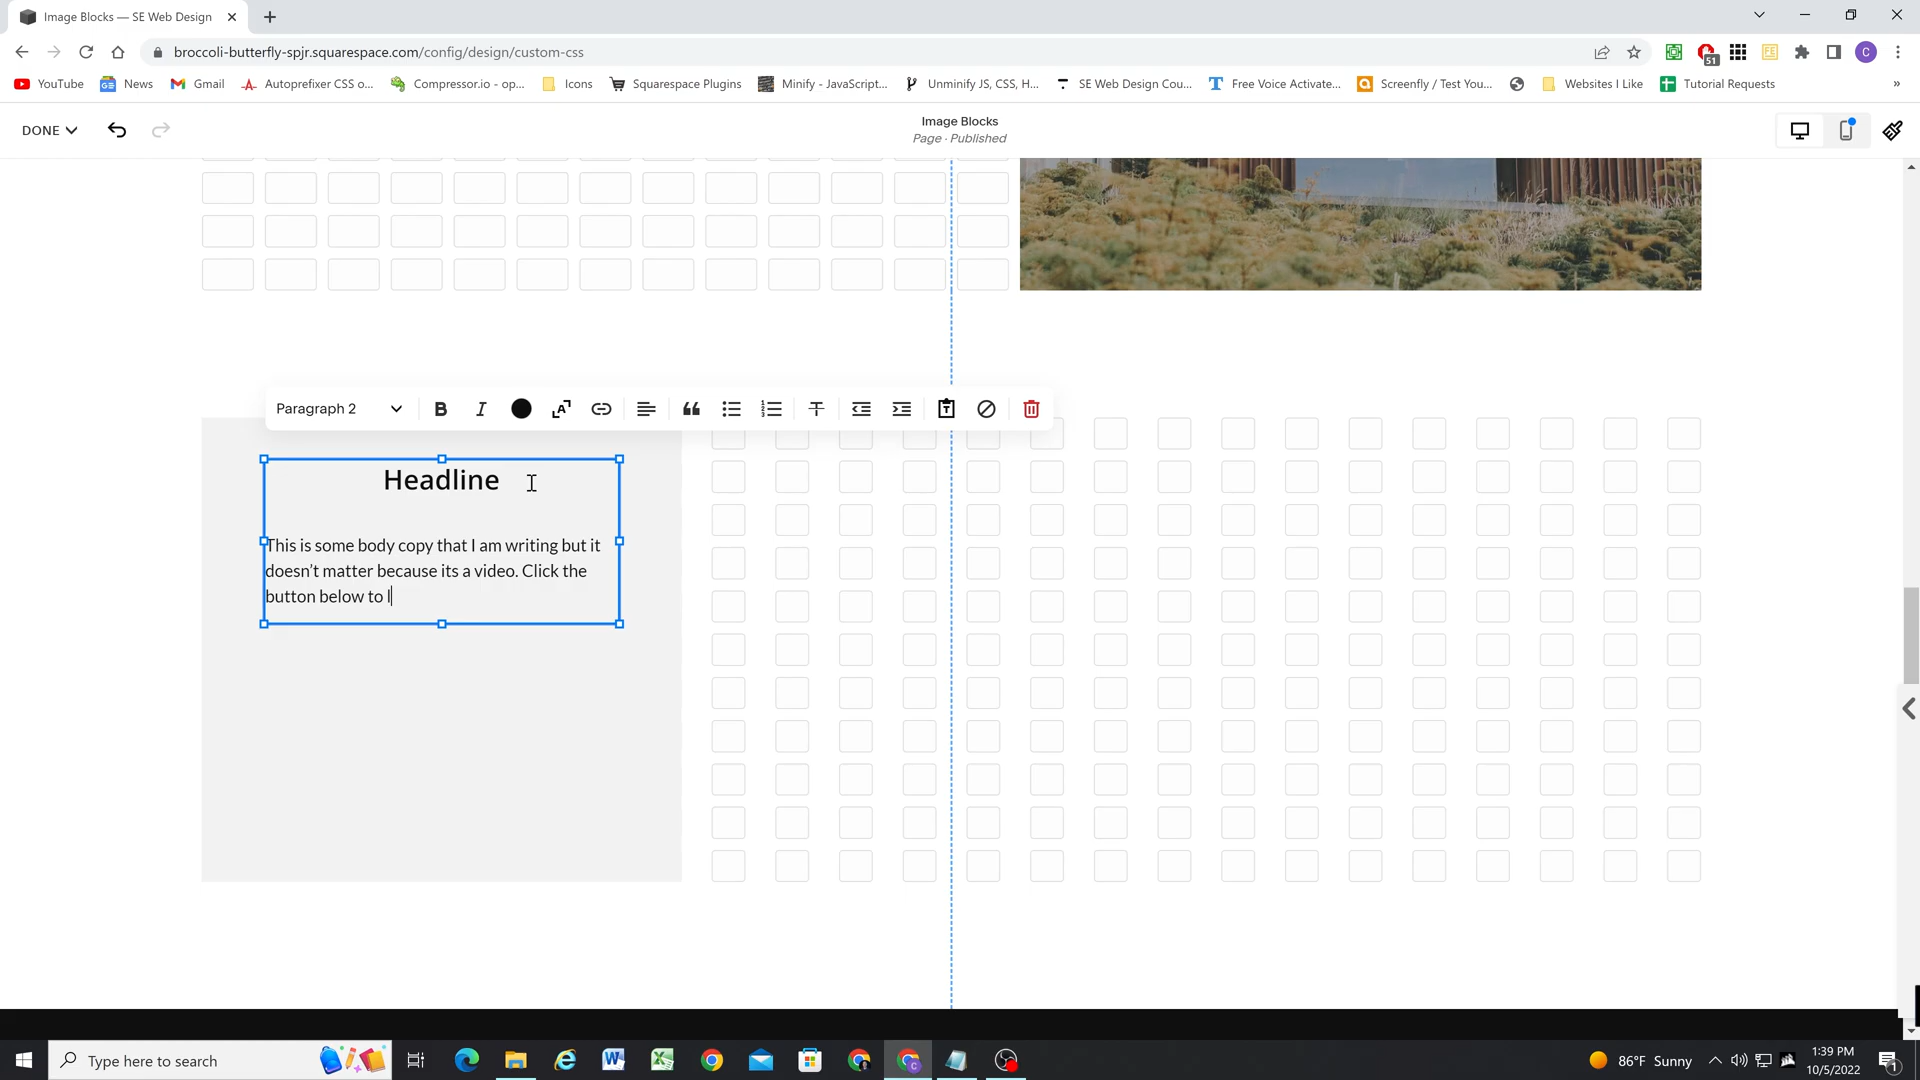 Image Blocks — SE Web Design
broccoli-butterfly-spjr.squarespace.com/config/design/custom-css
51
FE
C
YouTube
News
Gmail
Autoprefixer CSS o...
Compressor.io - op...
Icons
Squarespace Plugins
Minify - JavaScript...
Unminify JS, CSS, H...
SE Web Design Cou...
Free Voice Activate...
Screenfly / Test You...
Websites I Like
Tutorial Requests
»
DONE
Image Blocks
Page · Published
Paragraph 2
B
I
Headline
This is some body copy that I am writing but it
doesn't matter because its a video. Click the
button below to l
Type here to search
86°F Sunny
1:39 PM
10/5/2022
1